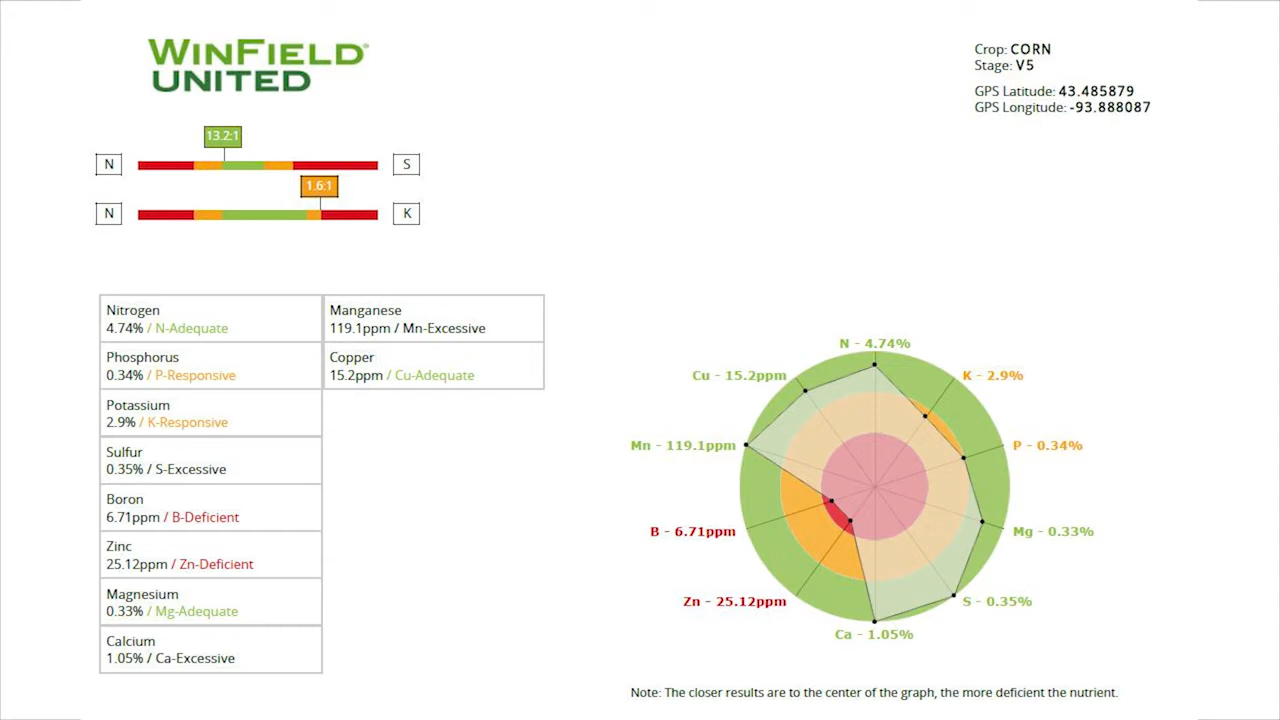 WINFIELD®
UNITED
Crop: CORN
Stage: V5
GPS Latitude: 43.485879
GPS Longitude: -93.888087
13.2:1
N
S
1.6:1
N
K
Nitrogen
4.74% / N-Adequate
Phosphorus
0.34% / P-Responsive
Potassium
2.9% / K-Responsive
Sulfur
0.35% / S-Excessive
Boron
6.71ppm / B-Deficient
Zinc
25.12ppm / Zn-Deficient
Magnesium
0.33% / Mg-Adequate
Calcium
1.05% / Ca-Excessive
Manganese
119.1ppm / Mn-Excessive
Copper
15.2ppm / Cu-Adequate
N - 4.74%
K - 2.9%
P - 0.34%
Mg - 0.33%
S - 0.35%
Ca - 1.05%
Zn - 25.12ppm
B - 6.71ppm
Mn - 119.1ppm
Cu - 15.2ppm
Note: The closer results are to the center of the graph, the more deficient the nutrient.